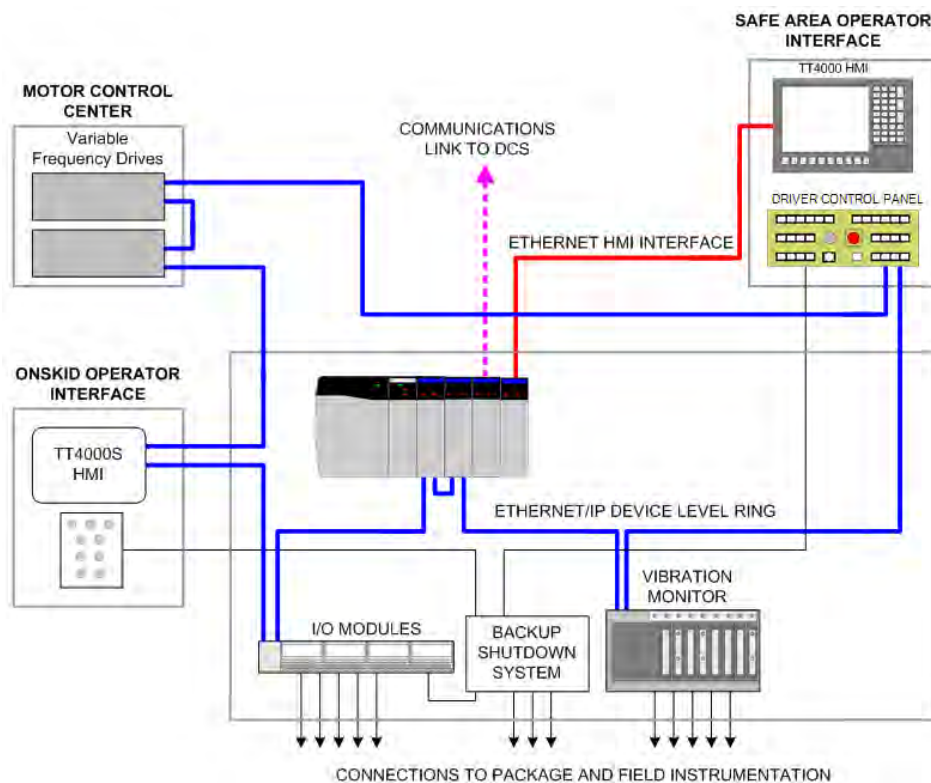 SAFE AREA OPERATOR
INTERFACE
TT4000 HMI
MOTOR CONTROL
CENTER
Variable
Frequency Drives
COMMUNICATIONS
LINK TO DCS
DRIVER CONTROL PANEL
ETHERNET HMI INTERFACE
ONSKID OPERATOR
INTERFACE
TT4000S
HMI
ETHERNET/IP DEVICE LEVEL RING
VIBRATION
MONITOR
I/O MODULES
BACKUP
SHUTDOWN
SYSTEM
CONNECTIONS TO PACKAGE AND FIELD INSTRUMENTATION